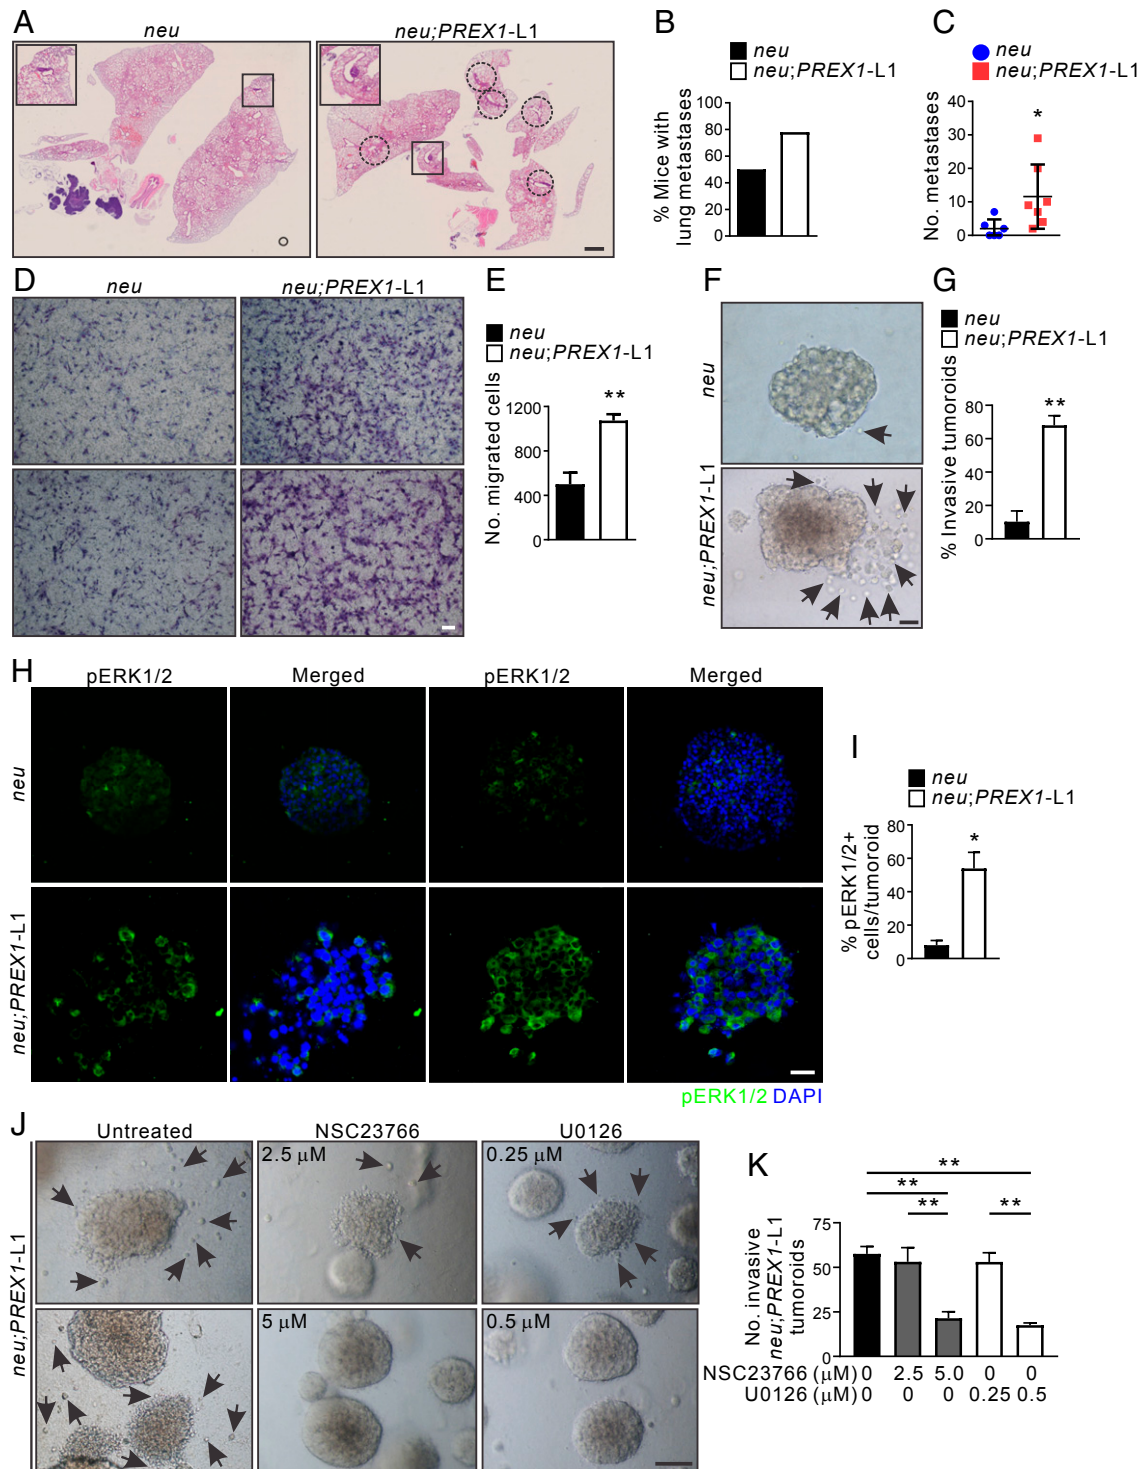 A
neu
neu;PREX1-L1
B
neu
neu;PREX1-L1
% Mice with
lung metastases
100
80
60
40
20
0
C
neu
neu;PREX1-L1
No. metastases
40
30
20
10
0
*
D
neu
neu;PREX1-L1
E
neu
neu;PREX1-L1
No. migrated cells
1200
800
400
0
**
F
neu
neu;PREX1-L1
G
neu
neu;PREX1-L1
% Invasive tumoroids
80
60
40
20
0
**
H
pERK1/2
Merged
pERK1/2
Merged
neu
neu;PREX1-L1
pERK1/2 DAPI
I
neu
neu;PREX1-L1
% pERK1/2+
cells/tumoroid
80
60
40
20
0
*
J
Untreated
NSC23766
U0126
neu;PREX1-L1
2.5 μM
0.25 μM
5 μM
0.5 μM
K
No. invasive
neu;PREX1-L1
tumoroids
75
50
25
0
**
**
**
**
NSC23766 (μM) 0 2.5 5.0 0 0
U0126 (μM) 0 0 0 0.25 0.5